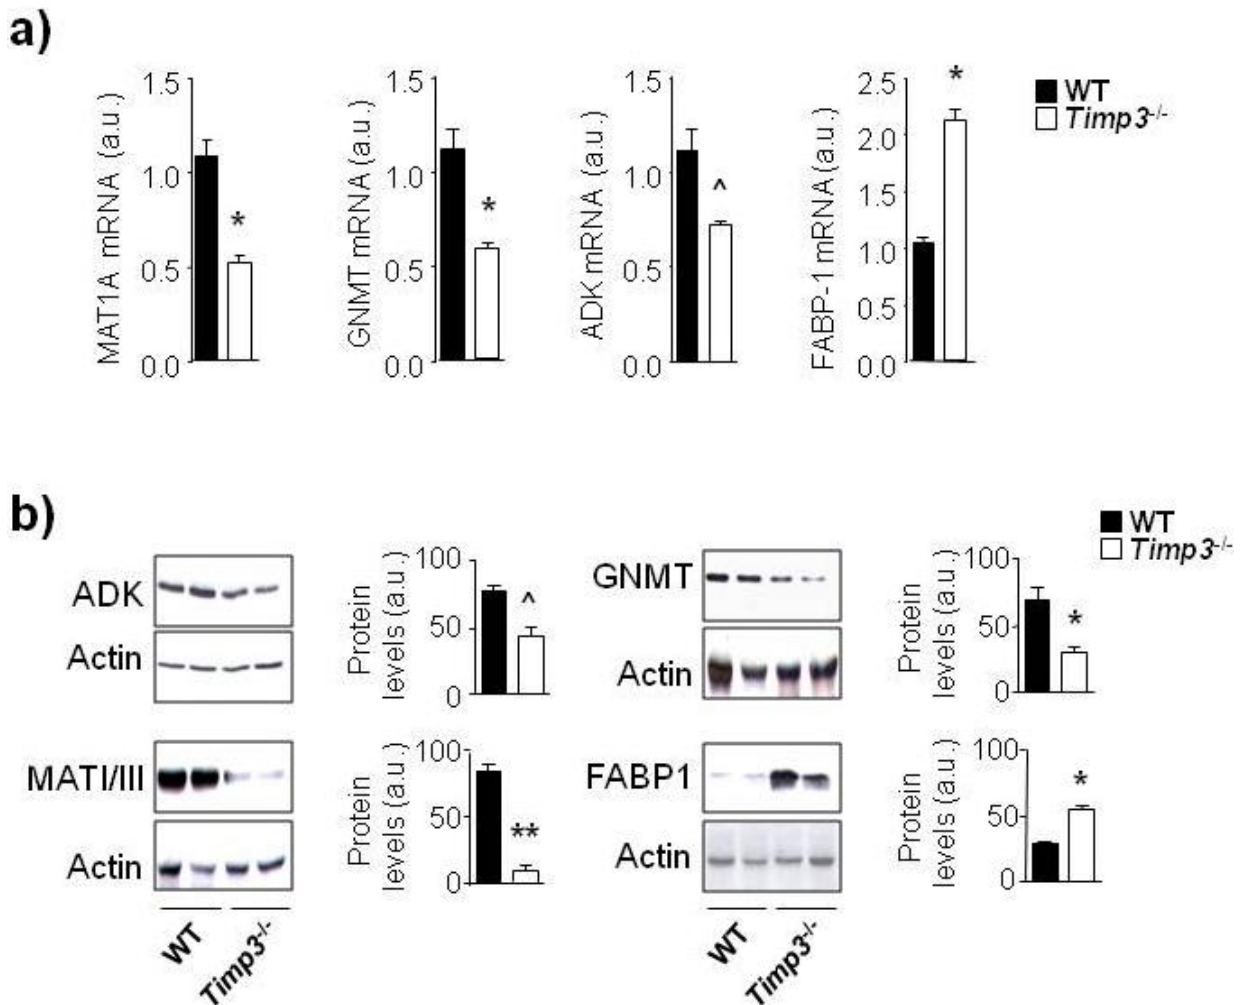 a)
MAT1A mRNA (a.u.)
1.5
1.0
0.5
0.0
*
GNMT mRNA (a.u.)
1.5
1.0
0.5
0.0
*
ADK mRNA (a.u.)
1.5
1.0
0.5
0.0
^
FABP-1 mRNA (a.u.)
2.5
2.0
1.5
1.0
0.5
0.0
*
WT
Timp3-/-
b)
WT
Timp3-/-
ADK
Actin
Protein
levels (a.u.)
100
50
0
^
GNMT
Actin
Protein
levels (a.u.)
100
50
0
*
MATI/III
Actin
Protein
levels (a.u.)
100
50
0
**
FABP1
Actin
Protein
levels (a.u.)
100
50
0
*
WT
Timp3-/-
WT
Timp3-/-